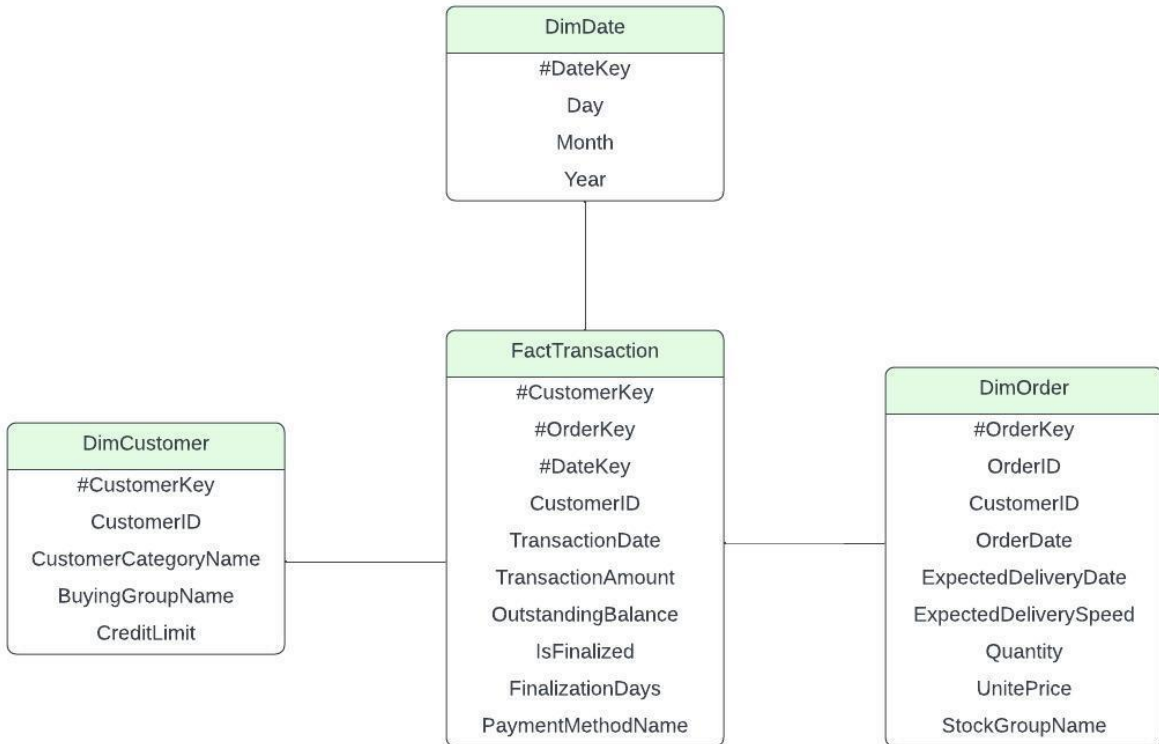 DimDate
#DateKey
Day
Month
Year
FactTransaction
#CustomerKey
#OrderKey
#DateKey
CustomerID
TransactionDate
TransactionAmount
OutstandingBalance
IsFinalized
FinalizationDays
PaymentMethodName
DimCustomer
#CustomerKey
CustomerID
CustomerCategoryName
BuyingGroupName
CreditLimit
DimOrder
#OrderKey
OrderID
CustomerID
OrderDate
ExpectedDeliveryDate
ExpectedDeliverySpeed
Quantity
UnitePrice
StockGroupName